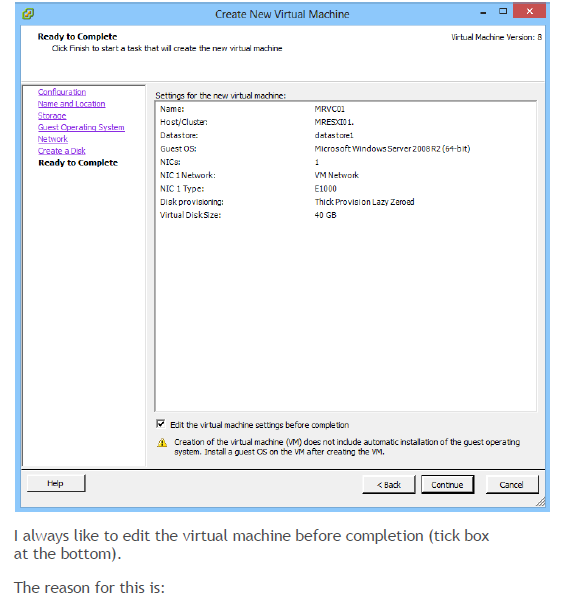 Create New Virtual Machine
Ready to Complete
Click Finish to start a task that will create the new virtual machine
Virtual Machine Version: 8
Configuration
Name and Location
Storage
Guest Operating System
Network
Create a Disk
Ready to Complete
Settings for the new virtual machine:
Name: MRVC01
Host/Cluster: MRESXI01.
Datastore: datastore1
Guest OS: Microsoft Windows Server 2008 R2 (64-bit)
NICs: 1
NIC 1 Network: VM Network
NIC 1 Type: E1000
Disk provisioning: Thick Provision Lazy Zeroed
Virtual Disk Size: 40 GB
Edit the virtual machine settings before completion
Creation of the virtual machine (VM) does not include automatic installation of the guest operating
system. Install a guest OS on the VM after creating the VM.
Help
< Back
Continue
Cancel
I always like to edit the virtual machine before completion (tick box
at the bottom).
The reason for this is: